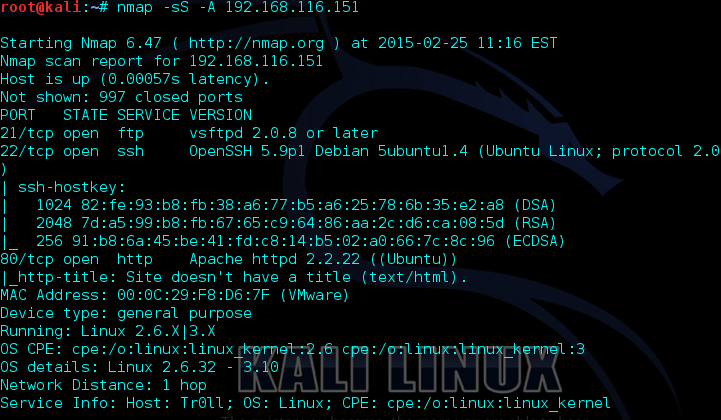 root@kali:~# nmap -sS -A 192.168.116.151
Starting Nmap 6.47 ( http://nmap.org ) at 2015-02-25 11:16 EST
Nmap scan report for 192.168.116.151
Host is up (0.00057s latency).
Not shown: 997 closed ports
PORT   STATE SERVICE VERSION
21/tcp open  ftp     vsftpd 2.0.8 or later
22/tcp open  ssh     OpenSSH 5.9p1 Debian 5ubuntu1.4 (Ubuntu Linux; protocol 2.0
)
| ssh-hostkey:
|   1024 82:fe:93:b8:fb:38:a6:77:b5:a6:25:78:6b:35:e2:a8 (DSA)
|   2048 7d:a5:99:b8:fb:67:65:c9:64:86:aa:2c:d6:ca:08:5d (RSA)
|_  256 91:b8:6a:45:be:41:fd:c8:14:b5:02:a0:66:7c:8c:96 (ECDSA)
80/tcp open  http    Apache httpd 2.2.22 ((Ubuntu))
|_http-title: Site doesn't have a title (text/html).
MAC Address: 00:0C:29:F8:D6:7F (VMware)
Device type: general purpose
Running: Linux 2.6.X|3.X
OS CPE: cpe:/o:linux:linux_kernel:2.6 cpe:/o:linux:linux_kernel:3
OS details: Linux 2.6.32 - 3.10
Network Distance: 1 hop
Service Info: Host: Tr0ll; OS: Linux; CPE: cpe:/o:linux:linux_kernel
KALI LINUX